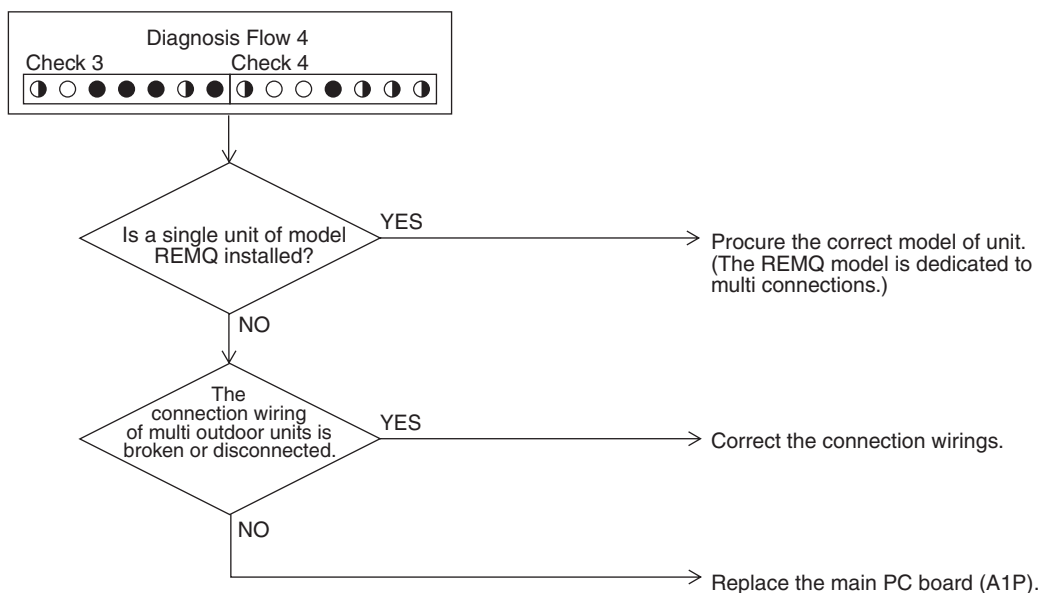 Diagnosis Flow 4
Check 3 Check 4
Is a single unit of model
REMQ installed?
YES
Procure the correct model of unit.
(The REMQ model is dedicated to
multi connections.)
NO
The
connection wiring
of multi outdoor units is
broken or disconnected.
YES
Correct the connection wirings.
NO
Replace the main PC board (A1P).